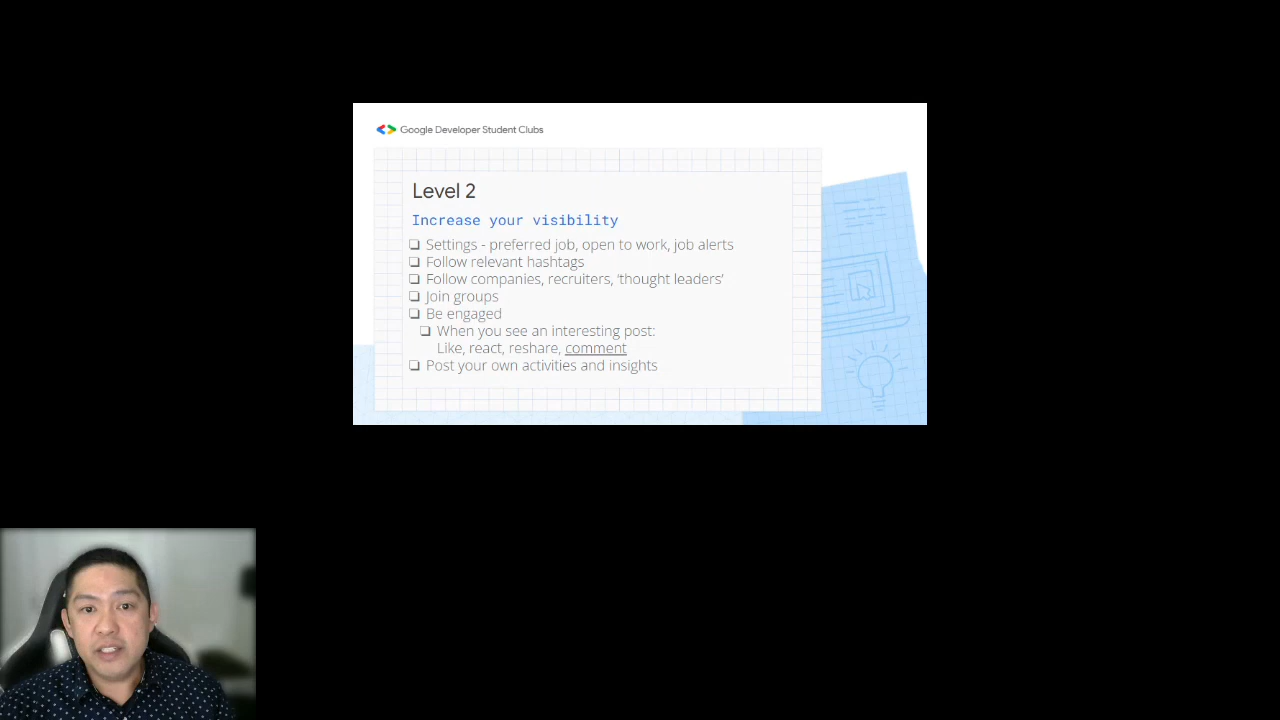 Google Developer Student Clubs
Level 2
Increase your visibility
❏ Settings - preferred job, open to work, job alerts
❏ Follow relevant hashtags
❏ Follow companies, recruiters, ‘thought leaders’
❏ Join groups
❏ Be engaged
❏ When you see an interesting post:
Like, react, reshare, comment
❏ Post your own activities and insights